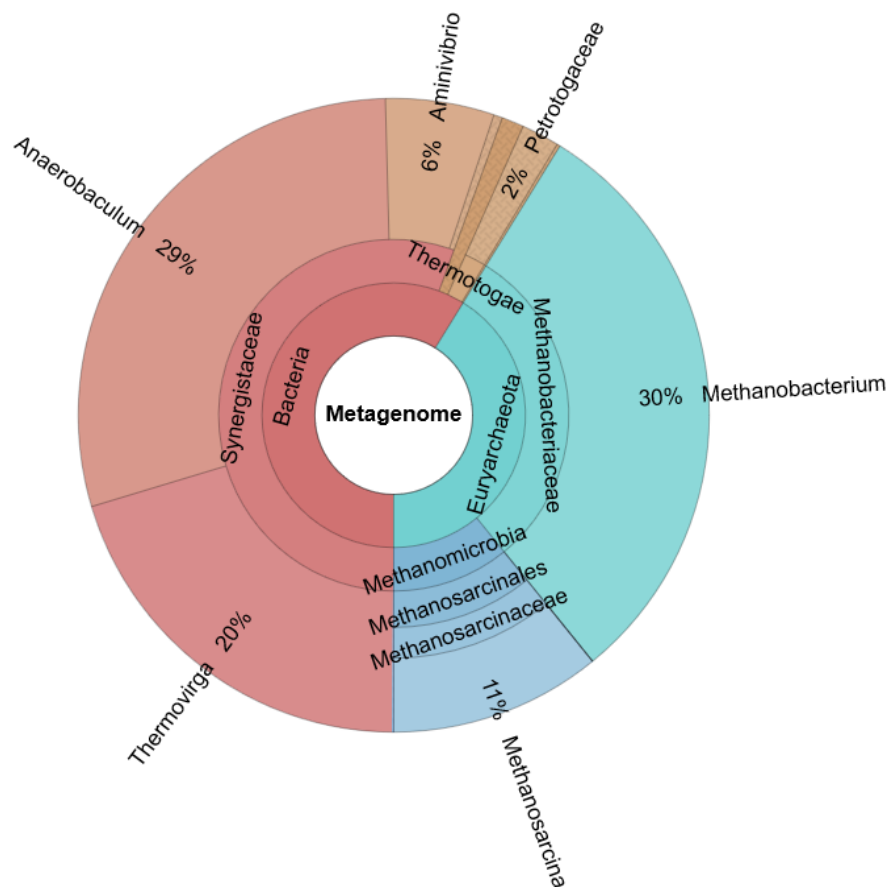 Aminivibrio
6%
Petrotogaceae
2%
Anaerobaculum
29%
Thermotogae
Synergistaceae
Bacteria
Metagenome
Euryarchaeota
Methanobacteriaceae
30%
Methanobacterium
Methanomicrobia
Methanosarcinales
Methanosarcinaceae
20%
Thermovirga
11%
Methanosarcina